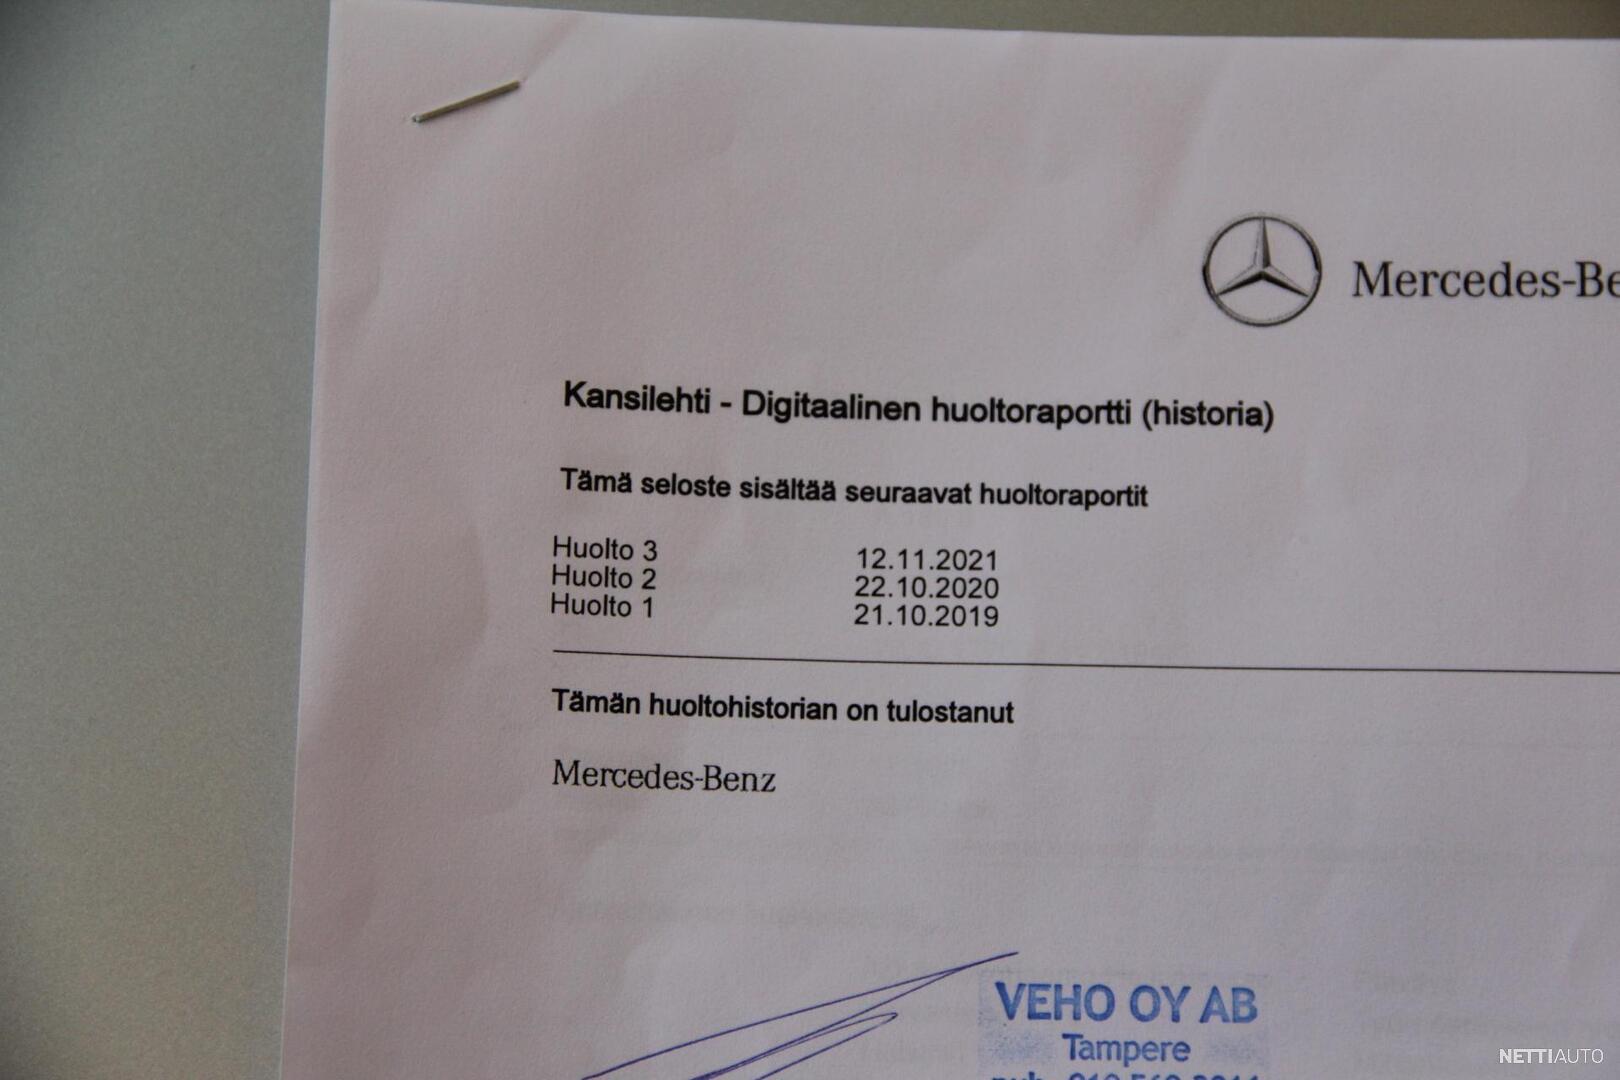 Mercedes-Be
Kansilehti - Digitaalinen huoltoraportti (historia)
Tämä seloste sisältää seuraavat huoltoraportit
Huolto 3 12.11.2021
Huolto 2 22.10.2020
Huolto 1 21.10.2019
Tämän huoltohistorian on tulostanut
Mercedes-Benz
VEHO OY AB
Tampere
NETTIAUTO